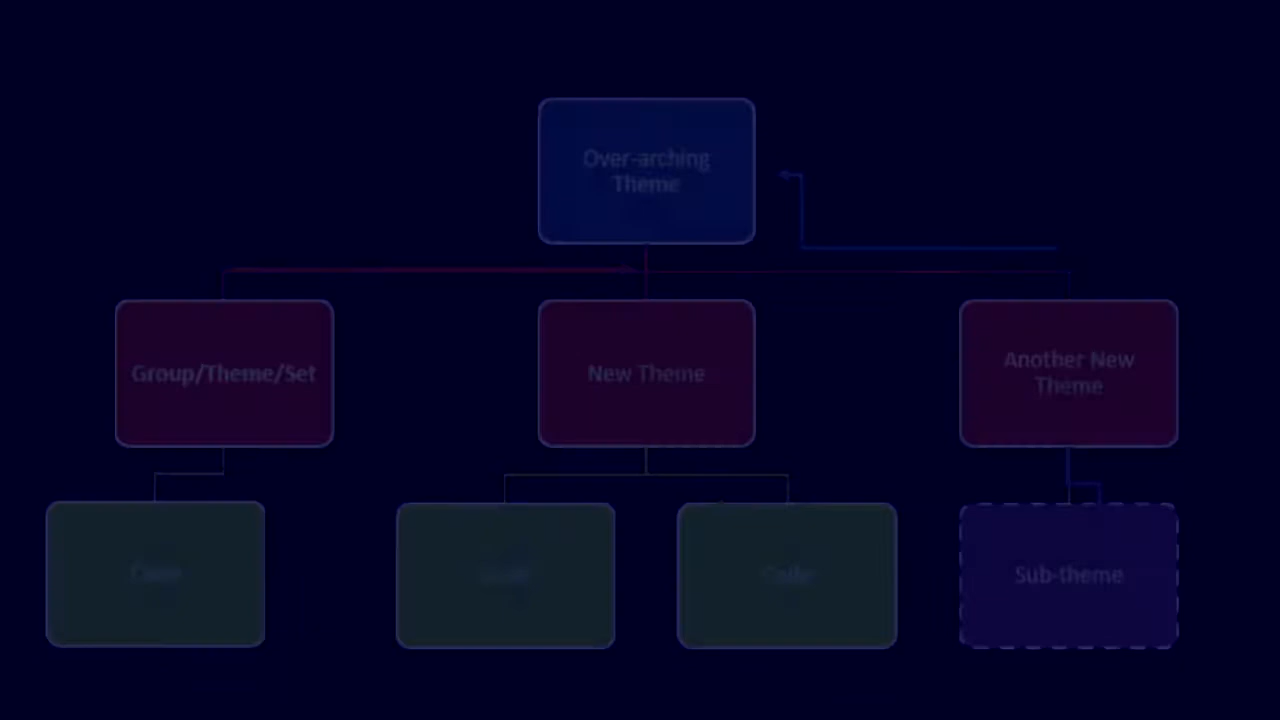 Over-arching
Theme
Group/Theme/Set
New Theme
Another New
Theme
Sub-theme